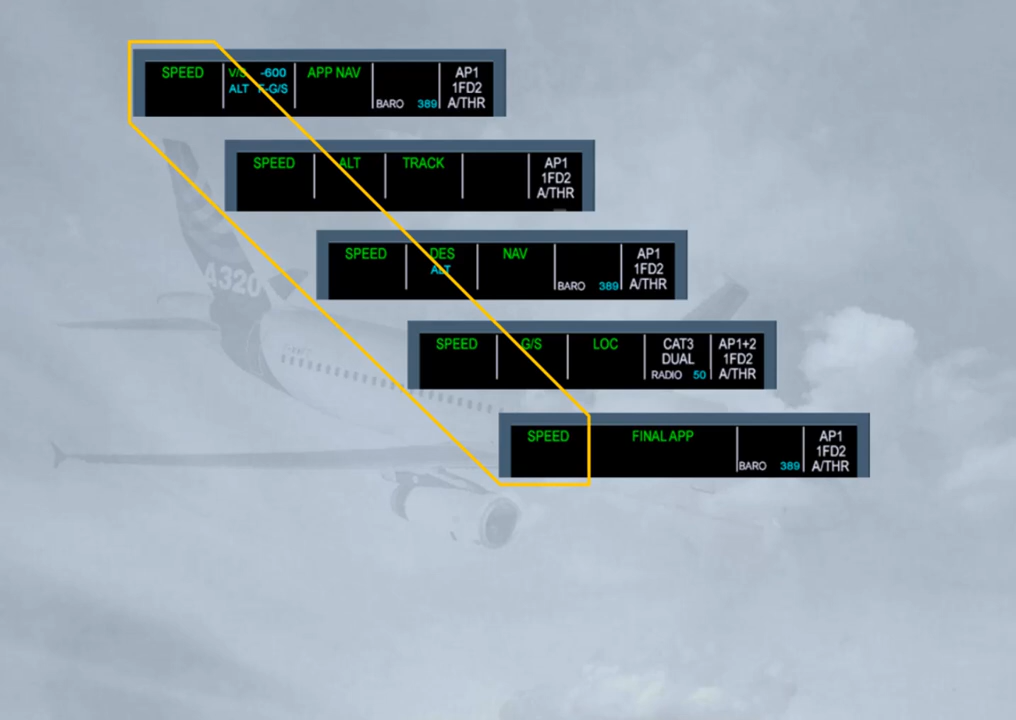 SPEED V/S -600 APP NAV AP1
ALT F-G/S 1FD2
BARO 389 A/THR
SPEED ALT TRACK AP1
1FD2
A/THR
SPEED DES NAV AP1
ALT 1FD2
BARO 389 A/THR
A320
SPEED G/S LOC CAT3 AP1+2
DUAL 1FD2
RADIO 50 A/THR
SPEED FINAL APP AP1
1FD2
BARO 389 A/THR